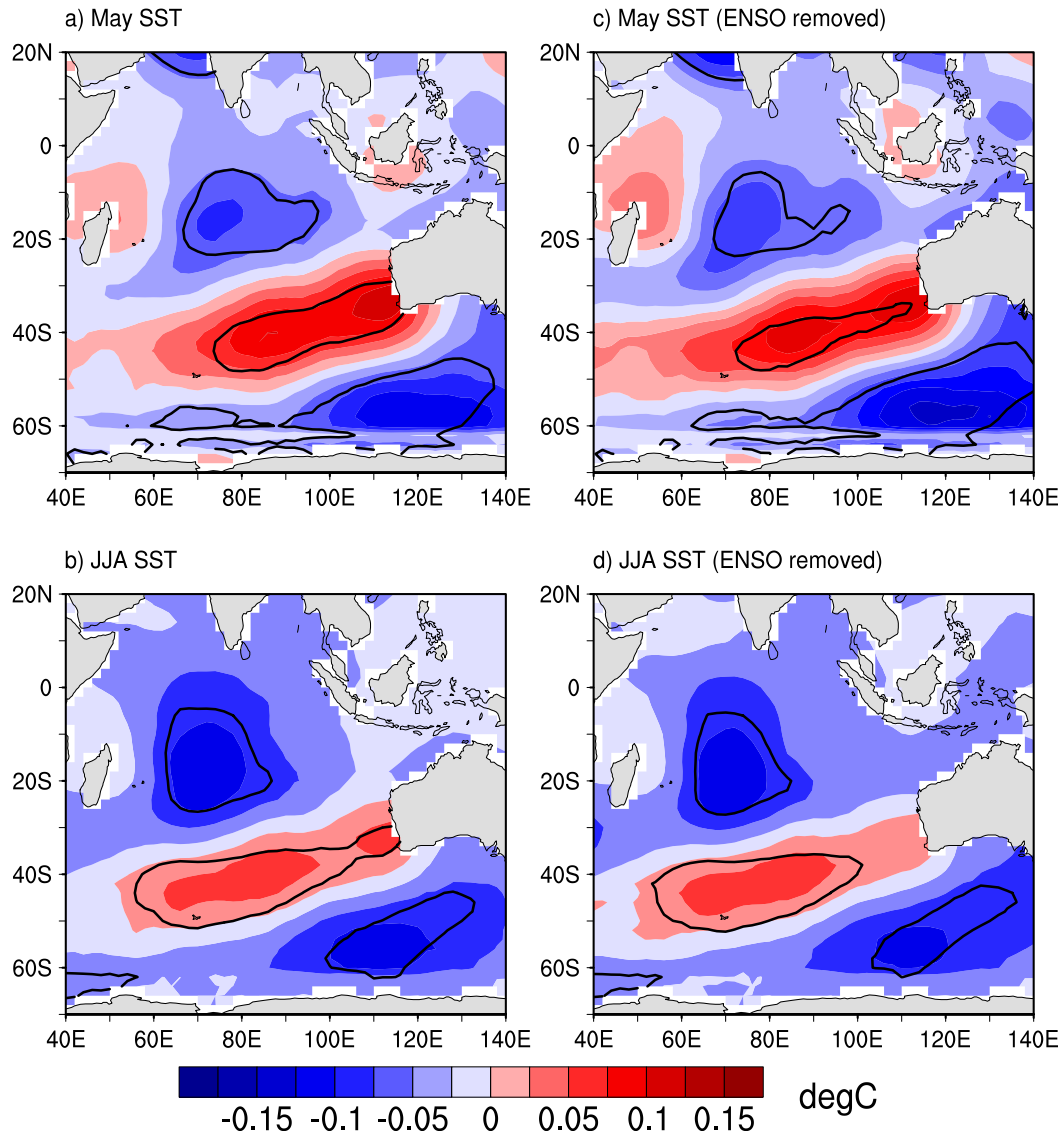 a) May SST
c) May SST (ENSO removed)
20N
0
20S
40S
60S
40E 60E 80E 100E 120E 140E
20N
0
20S
40S
60S
40E 60E 80E 100E 120E 140E
b) JJA SST
d) JJA SST (ENSO removed)
20N
0
20S
40S
60S
40E 60E 80E 100E 120E 140E
20N
0
20S
40S
60S
40E 60E 80E 100E 120E 140E
-0.15 -0.1 -0.05 0 0.05 0.1 0.15
degC